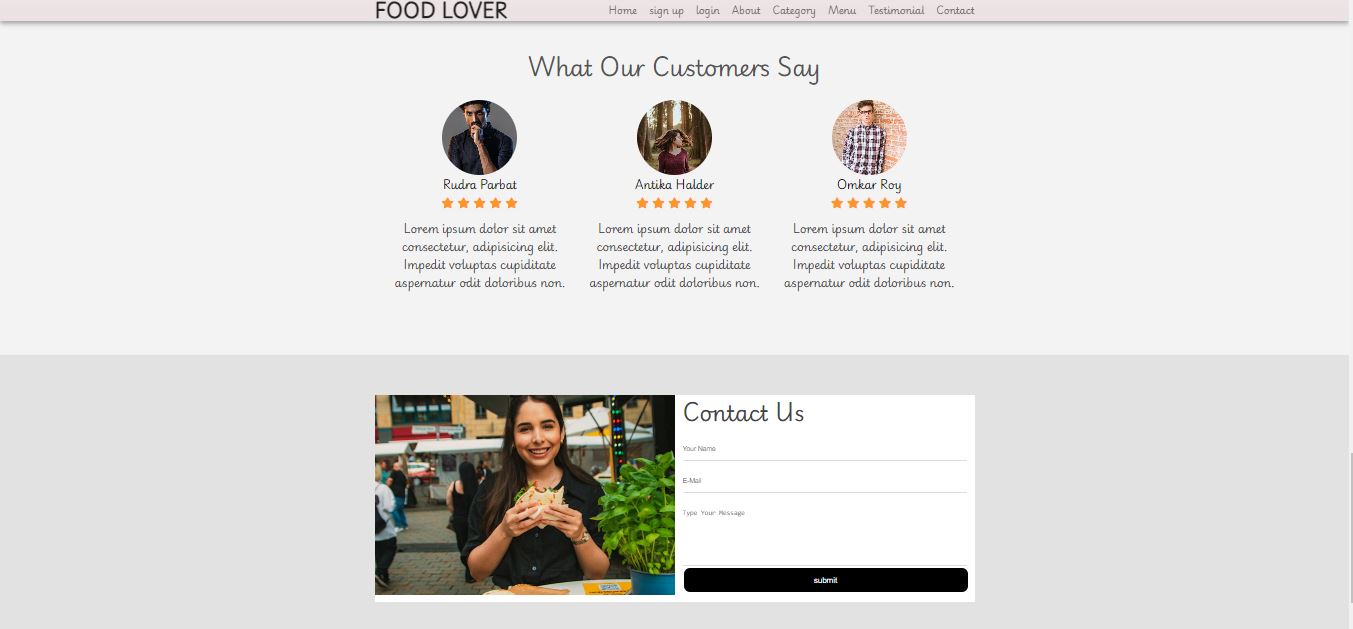 FOOD LOVER
Home sign up login About Category Menu Testimonial Contact
What Our Customers Say
Rudra Parbat
Lorem ipsum dolor sit amet
consectetur, adipisicing elit.
Impedit voluptas cupiditate
aspernatur odit doloribus non.
Antika Halder
Lorem ipsum dolor sit amet
consectetur, adipisicing elit.
Impedit voluptas cupiditate
aspernatur odit doloribus non.
Omkar Roy
Lorem ipsum dolor sit amet
consectetur, adipisicing elit.
Impedit voluptas cupiditate
aspernatur odit doloribus non.
Contact Us
Your Name
E-Mail
Type Your Message
submit